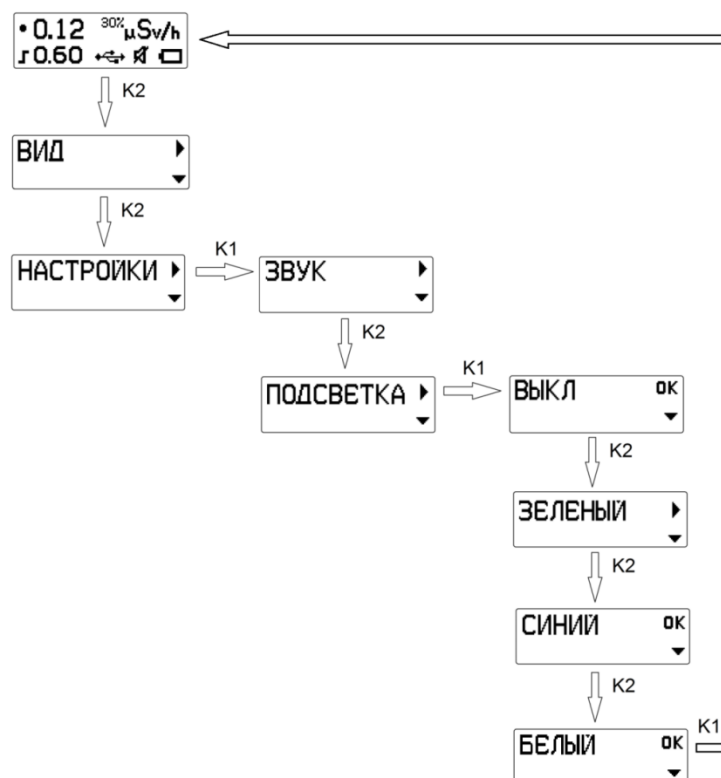 • 0.12 30% µSv/h
0.60
K2
ВИД
K2
НАСТРОЙКИ
K1
ЗВУК
K2
ПОДСВЕТКА
K1
ВЫКЛ OK
K2
ЗЕЛЕНЫЙ
K2
СИНИЙ OK
K2
БЕЛЫЙ OK
K1